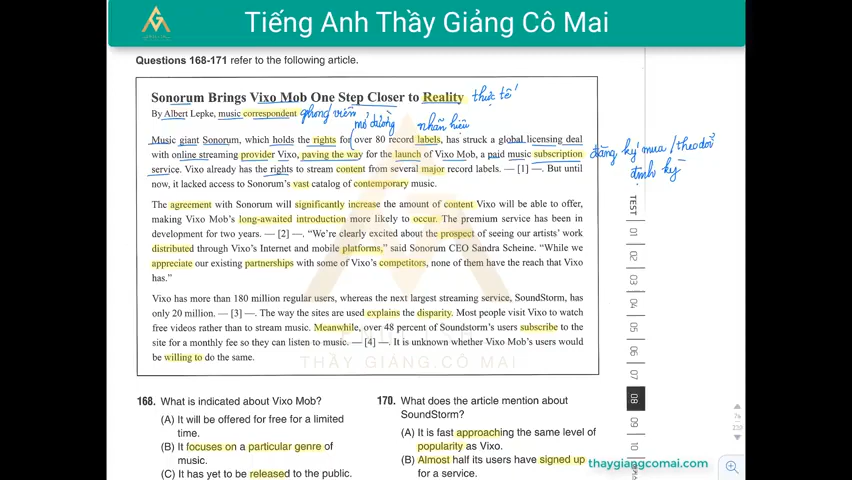 Tiếng Anh Thầy Giảng Cô Mai
Questions 168-171 refer to the following article.
Sonorum Brings Vixo Mob One Step Closer to Reality thực tế
By Albert Lepke, music correspondent phóng viên
mở đường nhãn hiệu
Music giant Sonorum, which holds the rights for over 80 record labels, has struck a global licensing deal
with online streaming provider Vixo, paving the way for the launch of Vixo Mob, a paid music subscription
service. Vixo already has the rights to stream content from several major record labels. — [1] —. But until
now, it lacked access to Sonorum's vast catalog of contemporary music.
đăng ký mua / theo dõi
định kỳ
The agreement with Sonorum will significantly increase the amount of content Vixo will be able to offer,
making Vixo Mob's long-awaited introduction more likely to occur. The premium service has been in
development for two years. — [2] —. “We're clearly excited about the prospect of seeing our artists' work
distributed through Vixo's Internet and mobile platforms,” said Sonorum CEO Sandra Scheine. “While we
appreciate our existing partnerships with some of Vixo's competitors, none of them have the reach that Vixo
has.”
Vixo has more than 180 million regular users, whereas the next largest streaming service, SoundStorm, has
only 20 million. — [3] —. The way the sites are used explains the disparity. Most people visit Vixo to watch
free videos rather than to stream music. Meanwhile, over 48 percent of Soundstorm's users subscribe to the
site for a monthly fee so they can listen to music. — [4] —. It is unknown whether Vixo Mob's users would
be willing to do the same.
THẦY GIẢNG.CÔ MAI
168. What is indicated about Vixo Mob?
(A) It will be offered for free for a limited
time.
(B) It focuses on a particular genre of
music.
(C) It has yet to be released to the public.
170. What does the article mention about
SoundStorm?
(A) It is fast approaching the same level of
popularity as Vixo.
(B) Almost half its users have signed up
for a service.
thaygiangcomai.com
TEST
01
02
03
04
05
06
07
08
09
10
74